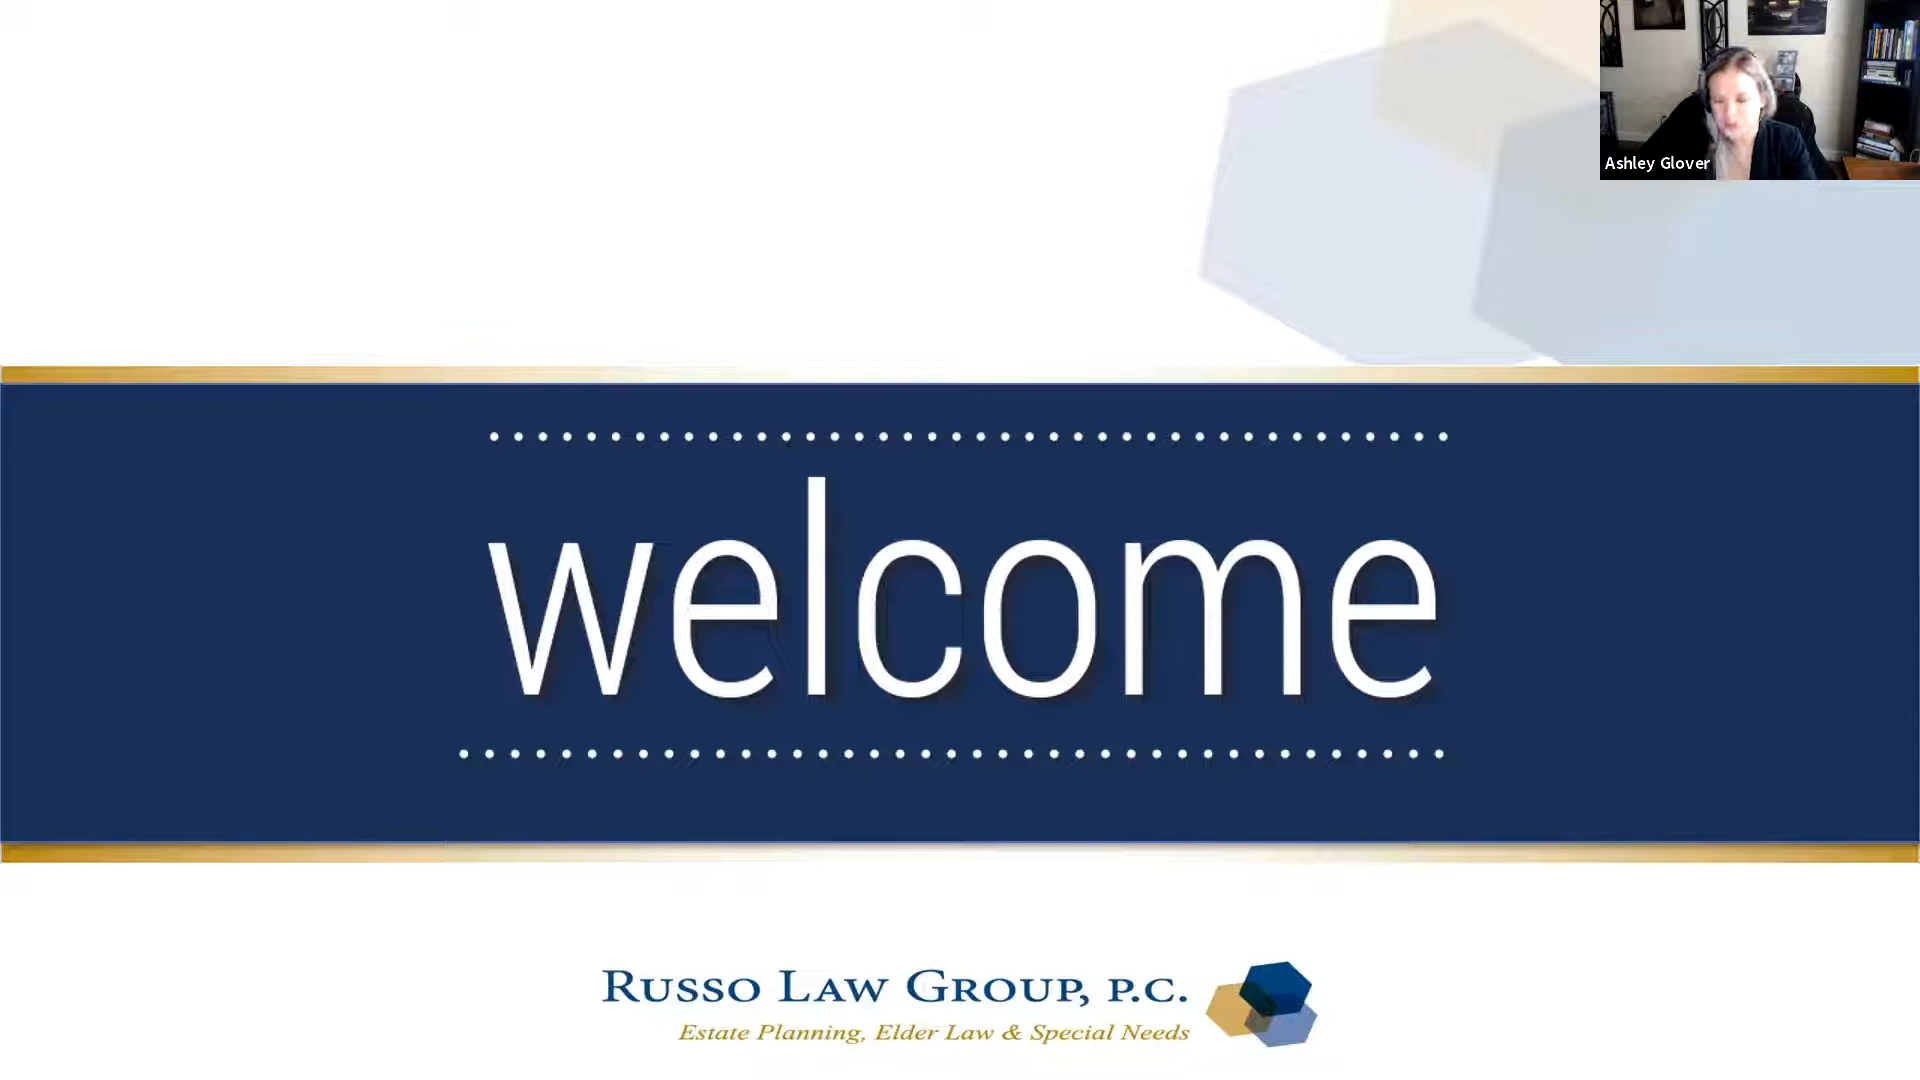 Ashley Glover
welcome
Russo Law Group, P.C.
Estate Planning, Elder Law & Special Needs